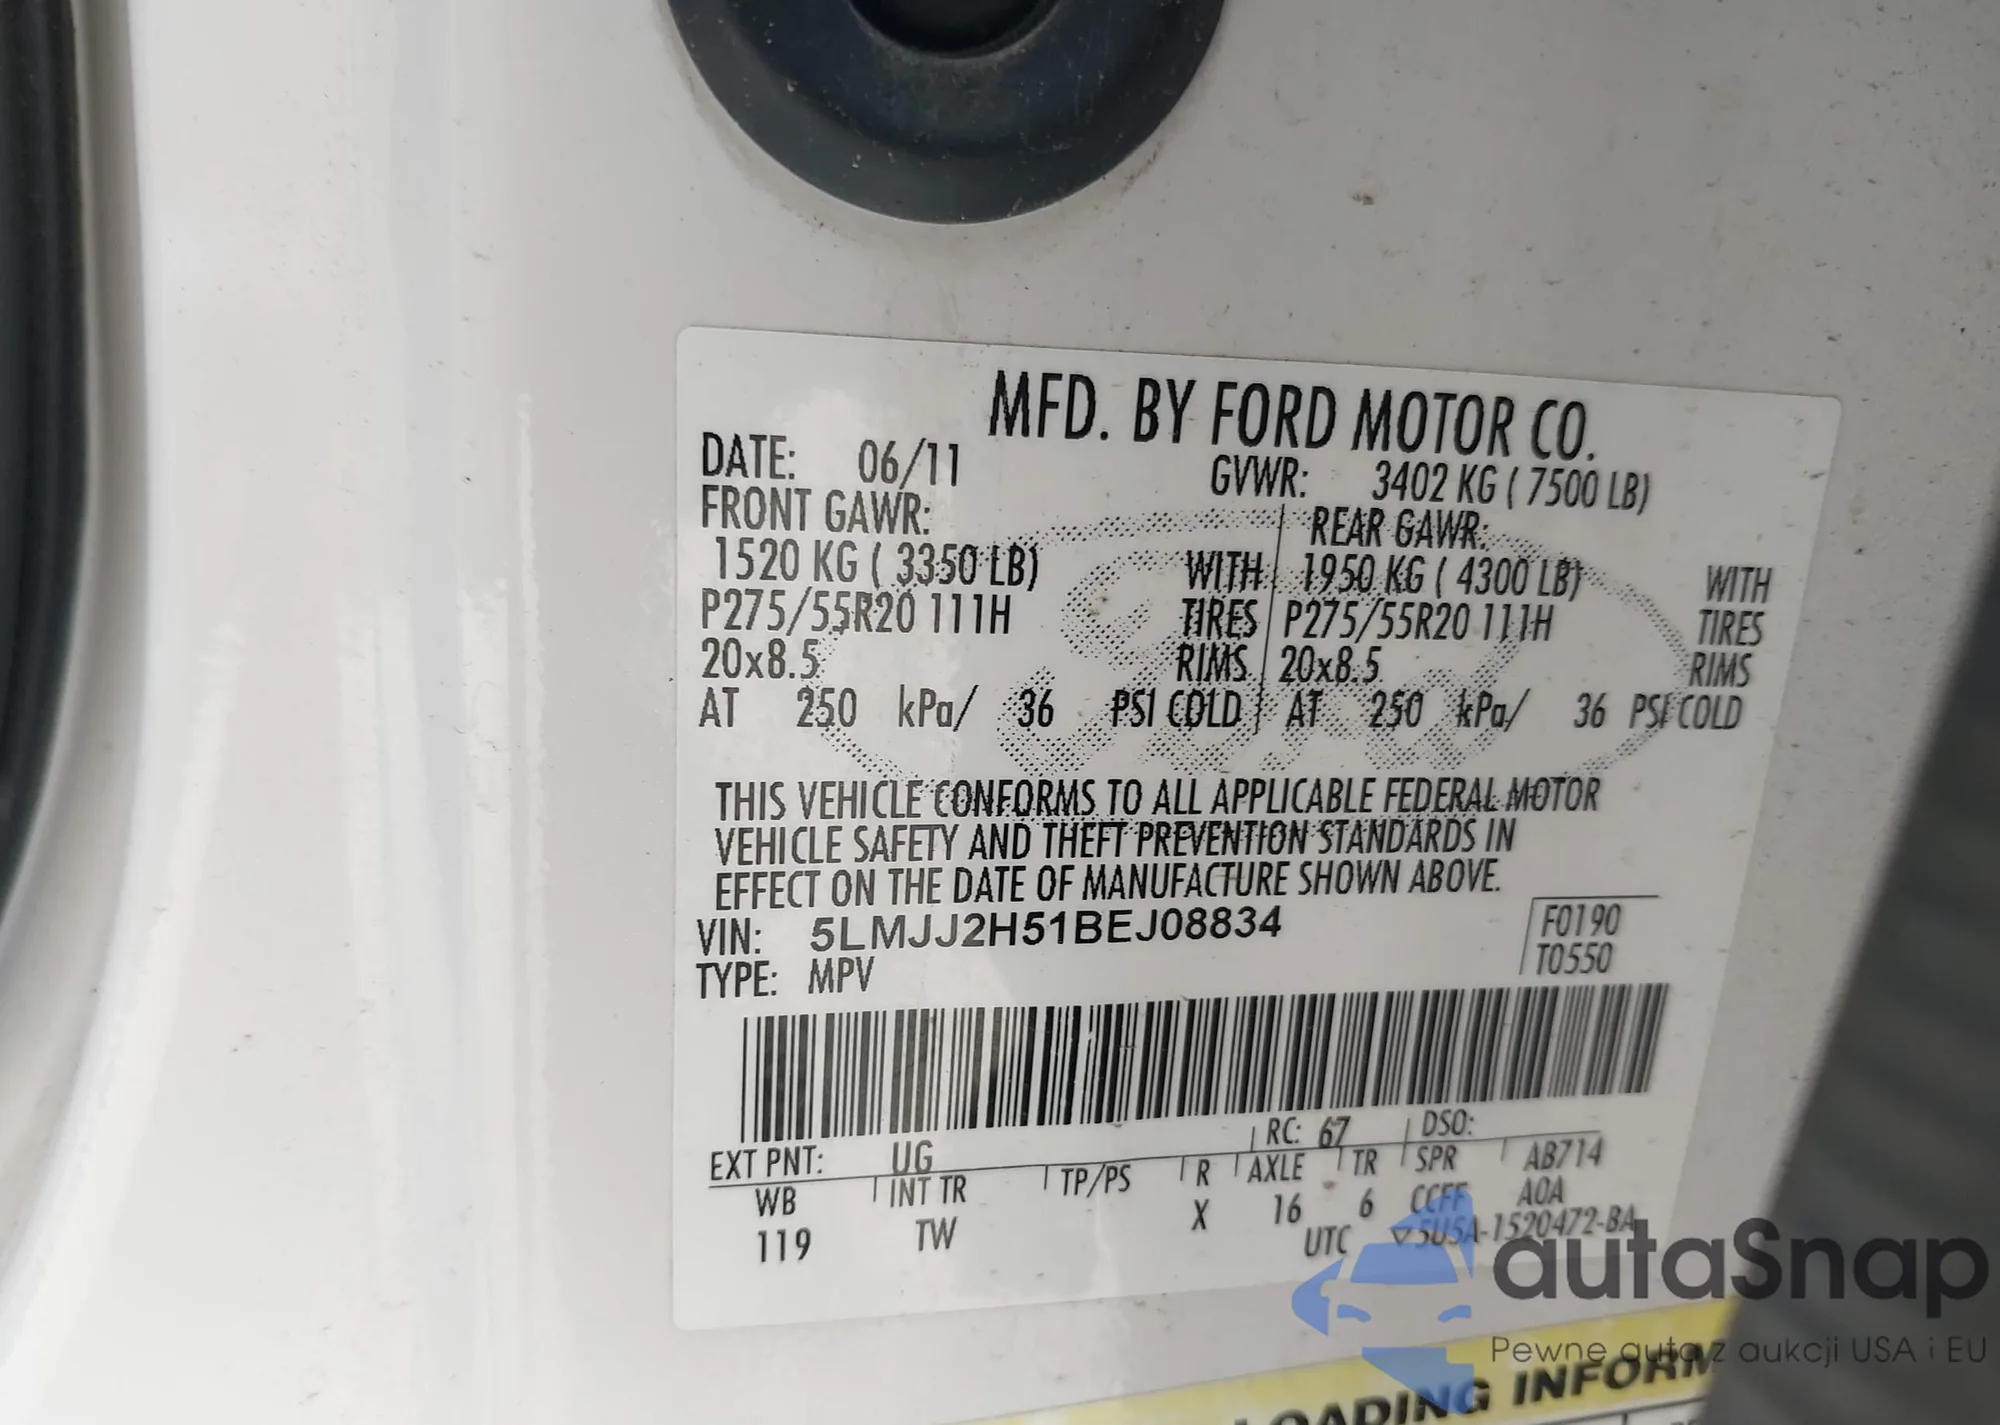 MFD. BY FORD MOTOR CO.
DATE: 06/11 GVWR: 3402 KG ( 7500 LB)
FRONT GAWR: REAR GAWR:
1520 KG ( 3350 LB) WITH 1950 KG ( 4300 LB) WITH
P275/55R20 111H TIRES P275/55R20 111H TIRES
20x8.5 RIMS 20x8.5 RIMS
AT 250 kPa/ 36 PSI COLD AT 250 kPa/ 36 PSI COLD
THIS VEHICLE CONFORMS TO ALL APPLICABLE FEDERAL MOTOR
VEHICLE SAFETY AND THEFT PREVENTION STANDARDS IN
EFFECT ON THE DATE OF MANUFACTURE SHOWN ABOVE.
VIN: 5LMJJ2H51BEJ08834 F0190
TYPE: MPV T0550
EXT PNT: UG RC: 67 DSO:
WB INT TR TP/PS R AXLE TR SPR AB714
119 TW X 16 6 CCFF A0A
UTC ▽5U5A-1520472-BA
autaSnap
Pewne auta z aukcji USA i EU
LOADING INFORM